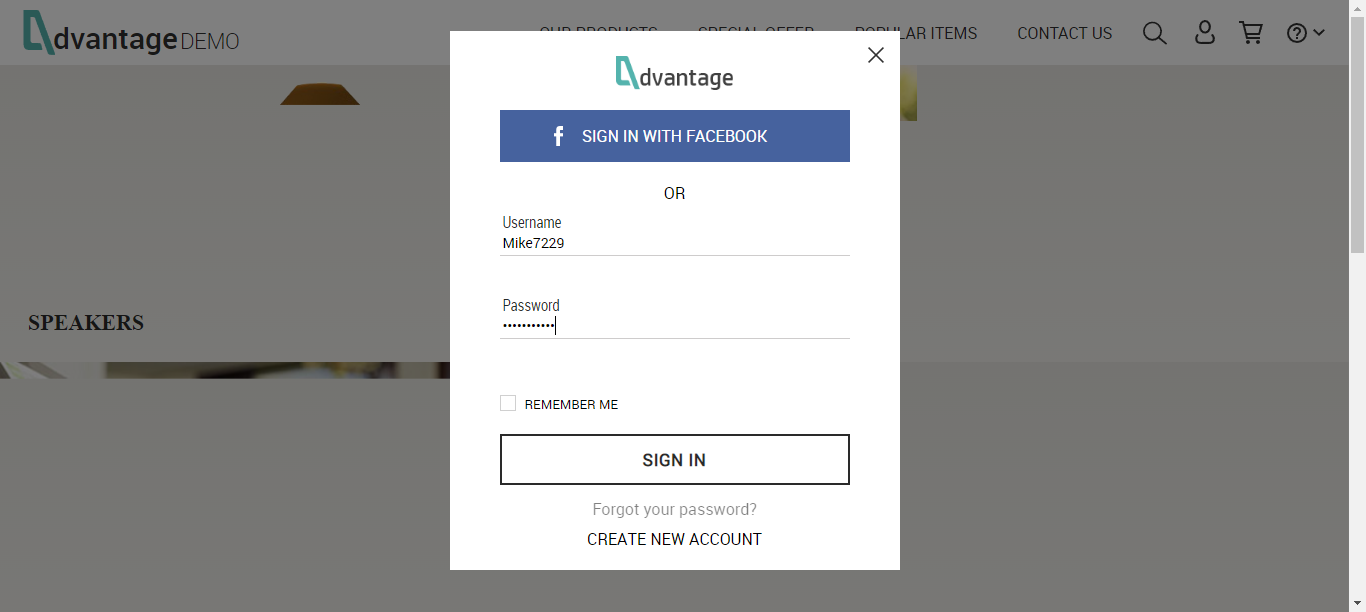 dvantage DEMO
OUR PRODUCTS SPECIAL OFFER POPULAR ITEMS CONTACT US
dvantage
SIGN IN WITH FACEBOOK
OR
Username
Mike7229
Password
•••••••••••
REMEMBER ME
SIGN IN
Forgot your password?
CREATE NEW ACCOUNT
SPEAKERS